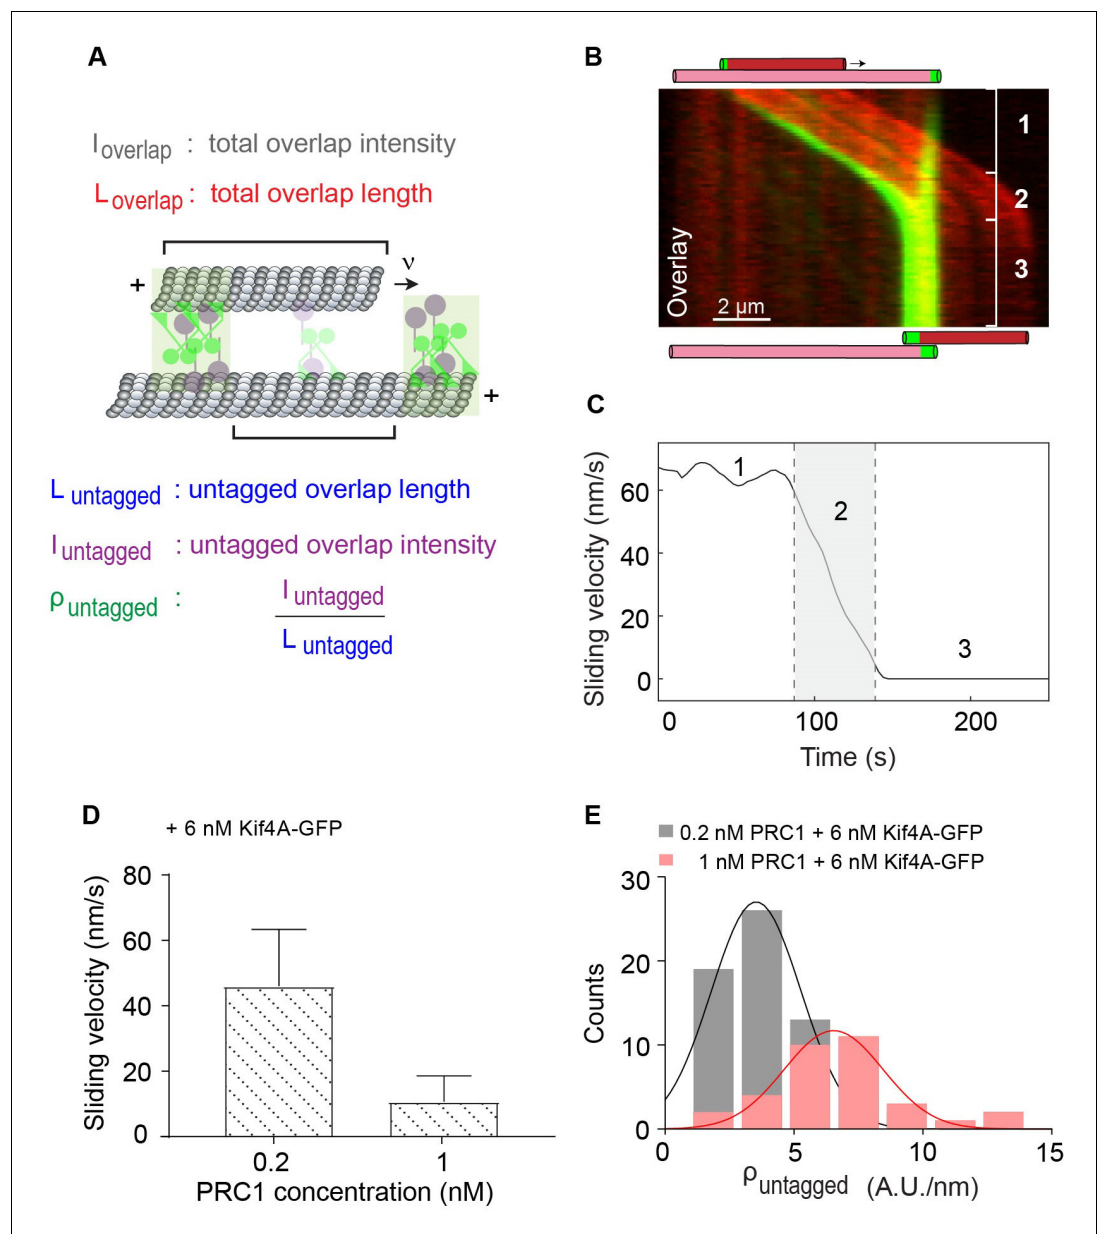 A
I overlap : total overlap intensity
L overlap : total overlap length
+
ν
+
L untagged : untagged overlap length
I untagged : untagged overlap intensity
ρ untagged :
I untagged
L untagged
B
Overlay
2 µm
1
2
3
C
Sliding velocity (nm/s)
60
40
20
0
1
2
3
0 100 200
Time (s)
D
+ 6 nM Kif4A-GFP
Sliding velocity (nm/s)
80
60
40
20
0
0.2 1
PRC1 concentration (nM)
E
0.2 nM PRC1 + 6 nM Kif4A-GFP
1 nM PRC1 + 6 nM Kif4A-GFP
Counts
30
20
10
0
0 5 10 15
ρ untagged (A.U./nm)